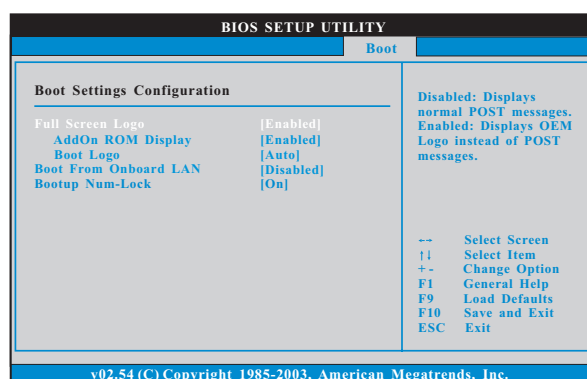 BIOS SETUP UTILITY
Boot
Boot Settings Configuration
Full Screen Logo [Enabled]
AddOn ROM Display [Enabled]
Boot Logo [Auto]
Boot From Onboard LAN [Disabled]
Bootup Num-Lock [On]
Disabled: Displays
normal POST messages.
Enabled: Displays OEM
Logo instead of POST
messages.
←→ Select Screen
↑↓ Select Item
+- Change Option
F1 General Help
F9 Load Defaults
F10 Save and Exit
ESC Exit
v02.54 (C) Copyright 1985-2003, American Megatrends, Inc.